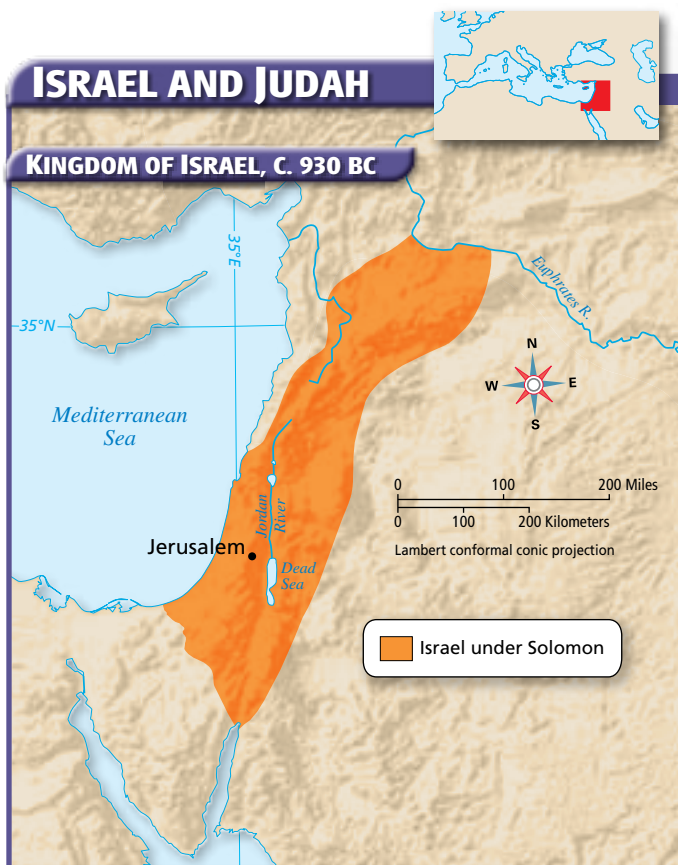 ISRAEL AND JUDAH
KINGDOM OF ISRAEL, C. 930 BC
35°E
35°N
Euphrates R.
N
W
E
S
Mediterranean
Sea
0 100 200 Miles
0 100 200 Kilometers
Lambert conformal conic projection
Jordan
River
Jerusalem
Dead
Sea
Israel under Solomon